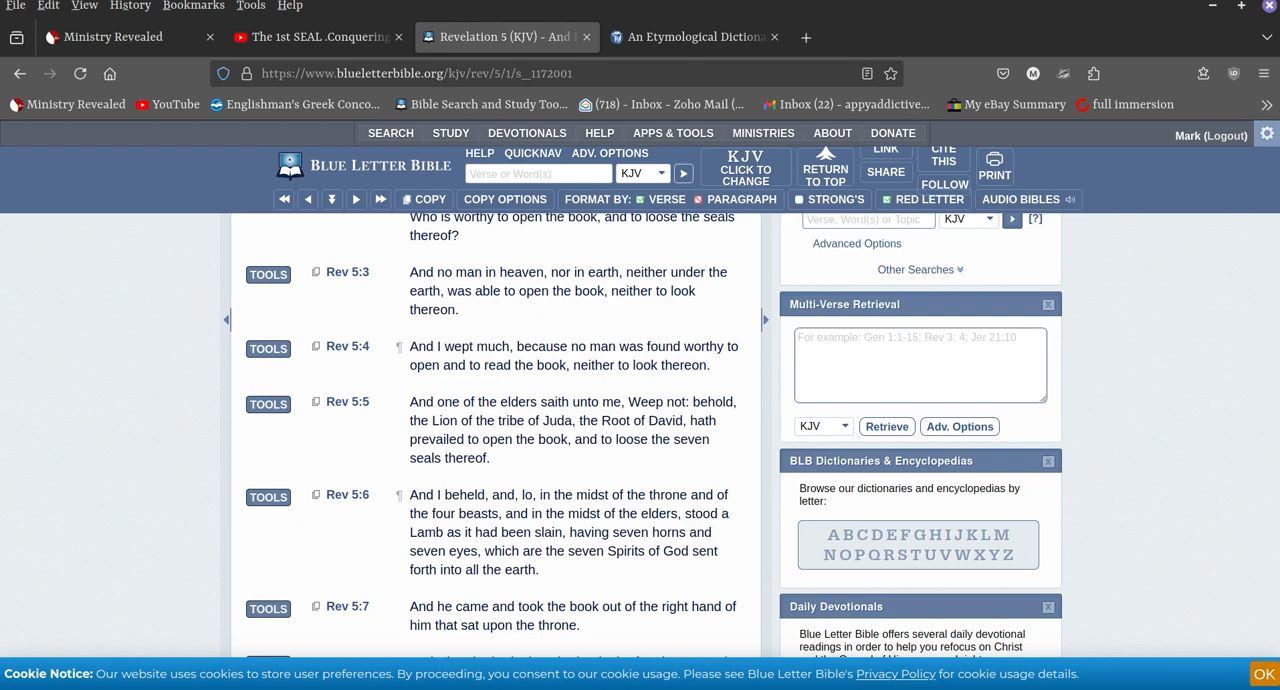 File Edit View History Bookmarks Tools Help
Ministry Revealed
The 1st SEAL .Conquering
Revelation 5 (KJV) - And I
An Etymological Dictiona
https://www.blueletterbible.org/kjv/rev/5/1/s_1172001
Ministry Revealed YouTube Englishman's Greek Conco... Bible Search and Study Too... (718) - Inbox - Zoho Mail (... Inbox (22) - appyaddictive... My eBay Summary full immersion
SEARCH STUDY DEVOTIONALS HELP APPS & TOOLS MINISTRIES ABOUT DONATE Mark (Logout)
BLUE LETTER BIBLE
HELP QUICKNAV ADV. OPTIONS
Verse or Word(s) KJV
KJV
CLICK TO
CHANGE
RETURN
TO TOP
LINK
SHARE
CITE
THIS
FOLLOW
PRINT
COPY COPY OPTIONS FORMAT BY: VERSE PARAGRAPH STRONG'S RED LETTER AUDIO BIBLES
Who is worthy to open the book, and to loose the seals
thereof?
TOOLS Rev 5:3 And no man in heaven, nor in earth, neither under the
earth, was able to open the book, neither to look
thereon.
TOOLS Rev 5:4 ¶ And I wept much, because no man was found worthy to
open and to read the book, neither to look thereon.
TOOLS Rev 5:5 And one of the elders saith unto me, Weep not: behold,
the Lion of the tribe of Juda, the Root of David, hath
prevailed to open the book, and to loose the seven
seals thereof.
TOOLS Rev 5:6 ¶ And I beheld, and, lo, in the midst of the throne and of
the four beasts, and in the midst of the elders, stood a
Lamb as it had been slain, having seven horns and
seven eyes, which are the seven Spirits of God sent
forth into all the earth.
TOOLS Rev 5:7 And he came and took the book out of the right hand of
him that sat upon the throne.
Verse, Word(s) or Topic KJV [?]
Advanced Options
Other Searches
Multi-Verse Retrieval
For example: Gen 1:1-15; Rev 3; 4; Jer 21:10
KJV Retrieve Adv. Options
BLB Dictionaries & Encyclopedias
Browse our dictionaries and encyclopedias by
letter:
A B C D E F G H I J K L M
N O P Q R S T U V W X Y Z
Daily Devotionals
Blue Letter Bible offers several daily devotional
readings in order to help you refocus on Christ
Cookie Notice: Our website uses cookies to store user preferences. By proceeding, you consent to our cookie usage. Please see Blue Letter Bible's Privacy Policy for cookie usage details. OK